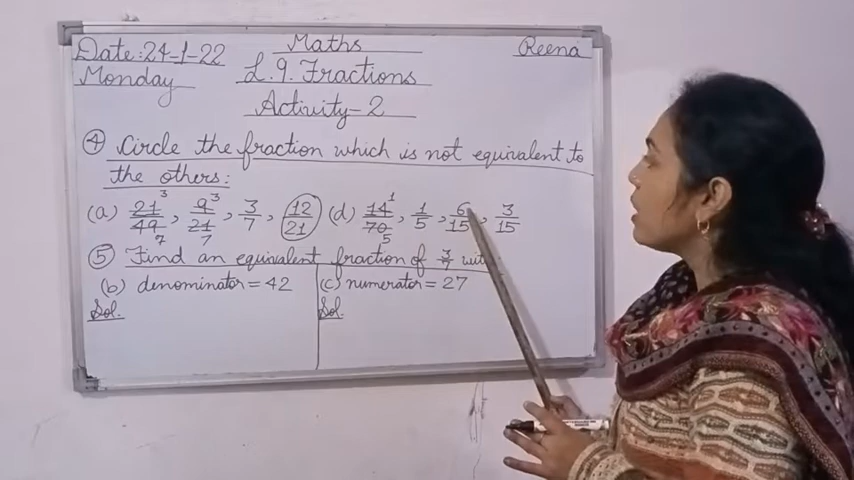 Date:24-1-22 Maths Reena
Monday L.9. Fractions
Activity-2
④ Circle the fraction which is not equivalent to
the others:
(a) 21/49 3/7, 9/21 3/7, 3/7, 12/21 (d) 14/70 1/5, 1/5, 6/15, 3/15
⑤ Find an equivalent fraction of 3/7 with
(b) denominator = 42 (c) numerator = 27
Sol. Sol.